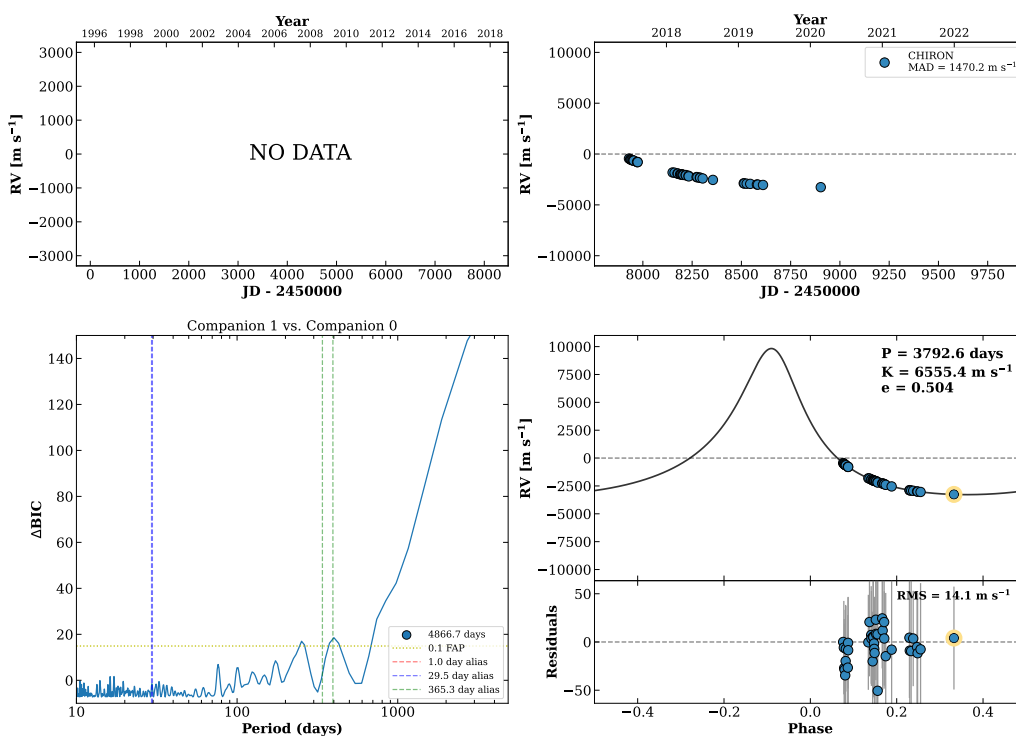 Year
1996 1998 2000 2002 2004 2006 2008 2010 2012 2014 2016 2018
3000
2000
1000
0
−1000
−2000
−3000
RV [m s⁻¹]
NO DATA
0 1000 2000 3000 4000 5000 6000 7000 8000
JD - 2450000
Year
2018 2019 2020 2021 2022
10000
5000
0
−5000
−10000
RV [m s⁻¹]
CHIRON
MAD = 1470.2 m s⁻¹
8000 8250 8500 8750 9000 9250 9500 9750
JD - 2450000
Companion 1 vs. Companion 0
140
120
100
80
60
40
20
0
ΔBIC
4866.7 days
0.1 FAP
1.0 day alias
29.5 day alias
365.3 day alias
10 100 1000
Period (days)
10000
7500
5000
2500
0
−2500
−5000
−7500
−10000
RV [m s⁻¹]
P = 3792.6 days
K = 6555.4 m s⁻¹
e = 0.504
50
0
−50
Residuals
RMS = 14.1 m s⁻¹
−0.4 −0.2 0.0 0.2 0.4
Phase